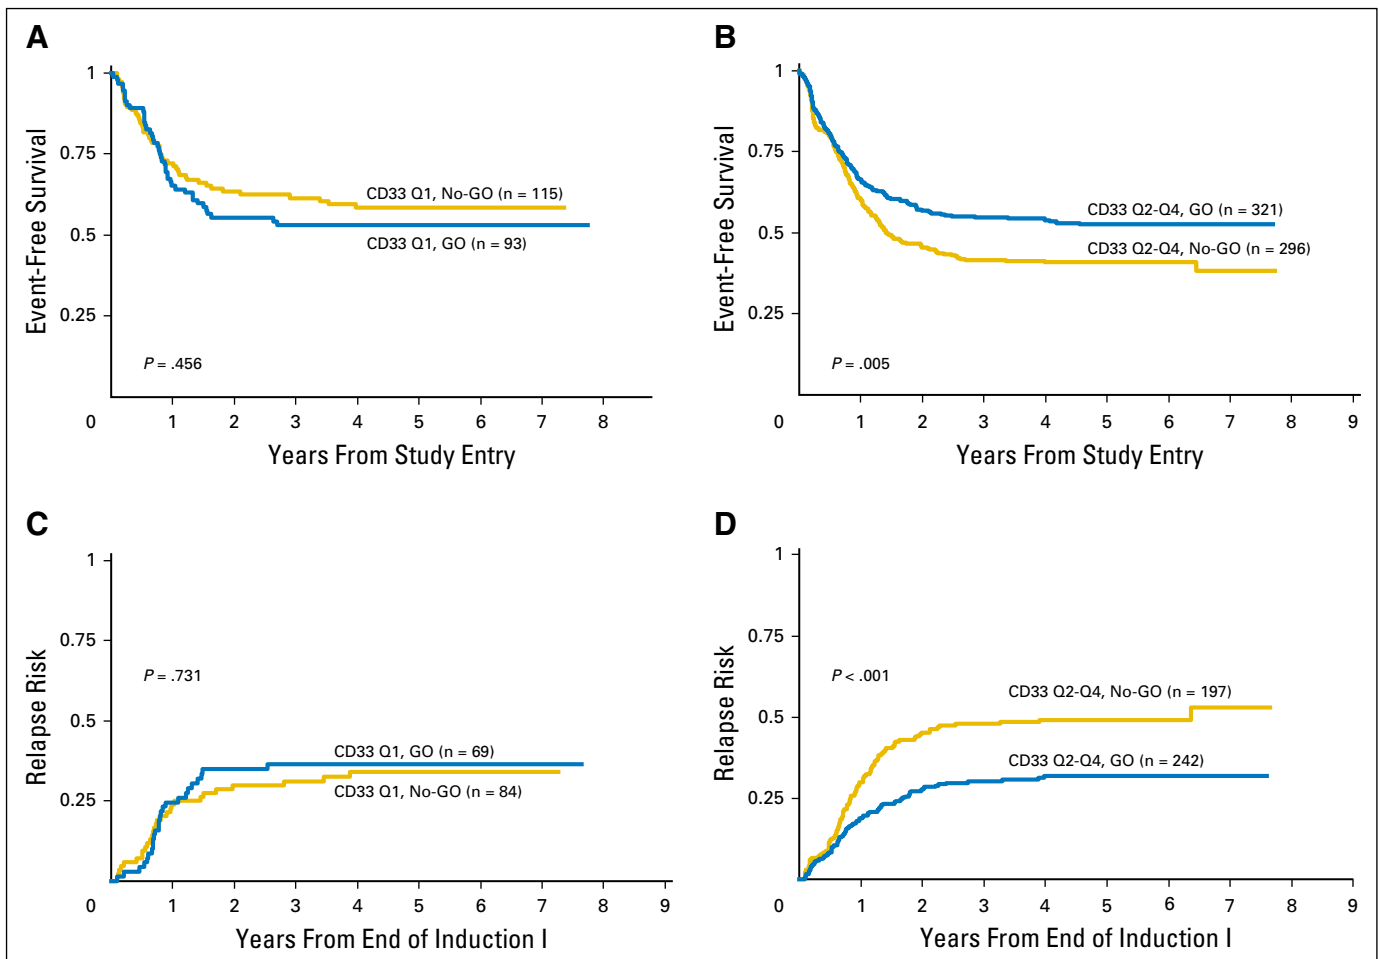 A
Event-Free Survival
1
0.75
0.5
0.25
CD33 Q1, No-GO (n = 115)
CD33 Q1, GO (n = 93)
P = .456
0 1 2 3 4 5 6 7 8
Years From Study Entry
B
Event-Free Survival
1
0.75
0.5
0.25
CD33 Q2-Q4, GO (n = 321)
CD33 Q2-Q4, No-GO (n = 296)
P = .005
0 1 2 3 4 5 6 7 8 9
Years From Study Entry
C
Relapse Risk
1
0.75
0.5
0.25
P = .731
CD33 Q1, GO (n = 69)
CD33 Q1, No-GO (n = 84)
0 1 2 3 4 5 6 7 8 9
Years From End of Induction I
D
Relapse Risk
1
0.75
0.5
0.25
P < .001
CD33 Q2-Q4, No-GO (n = 197)
CD33 Q2-Q4, GO (n = 242)
0 1 2 3 4 5 6 7 8 9
Years From End of Induction I